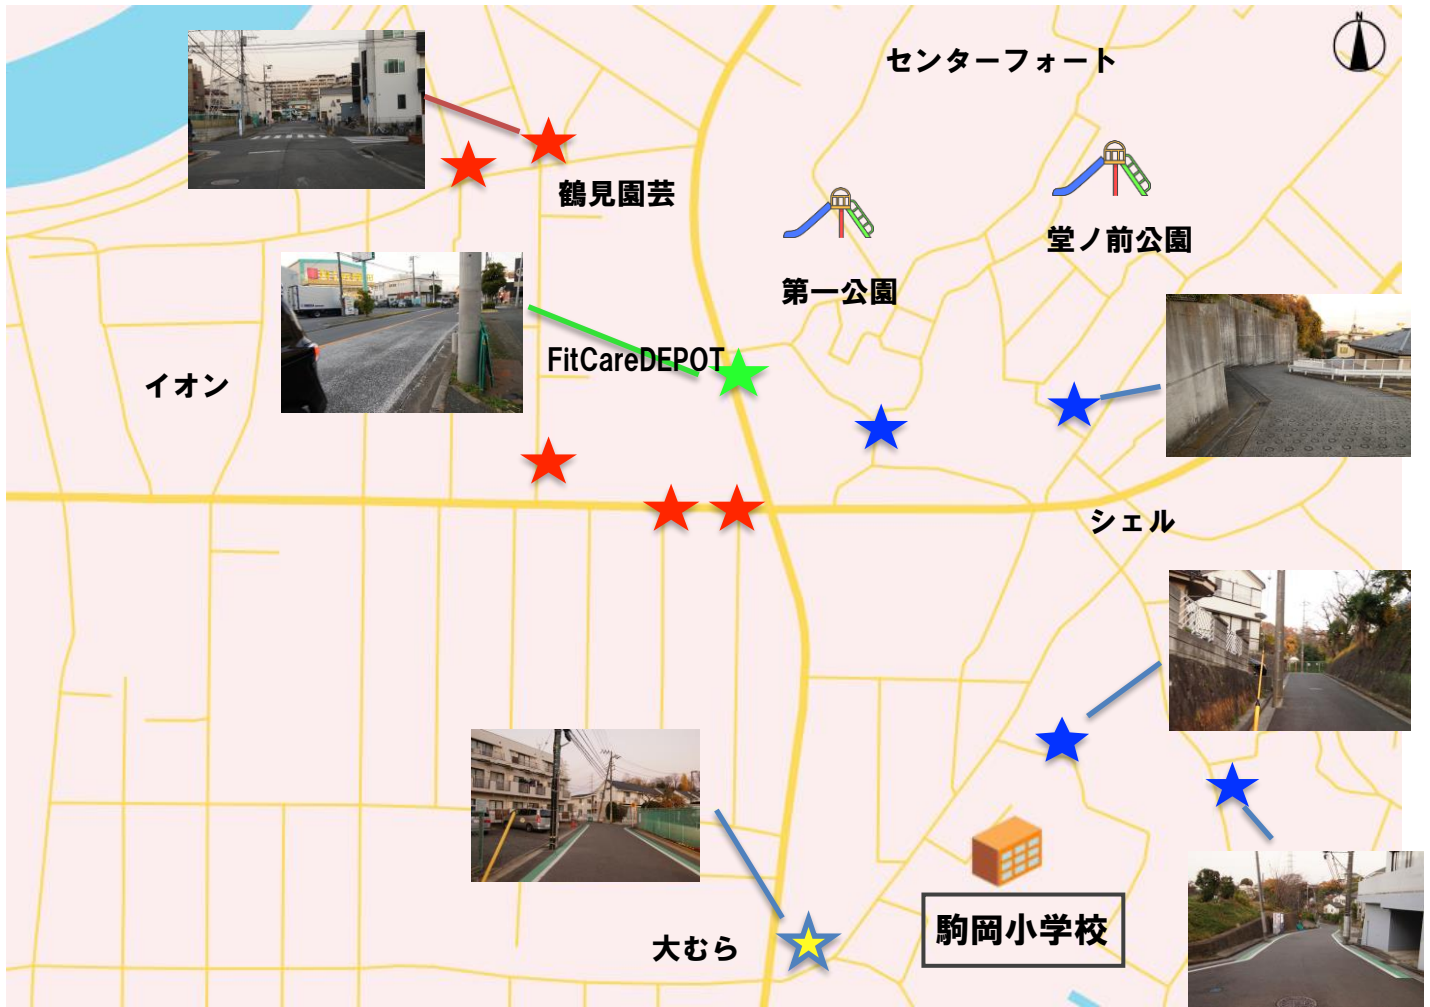 N
センターフォート
鶴見園芸
堂ノ前公園
第一公園
FitCareDEPOT
イオン
シェル
駒岡小学校
大むら